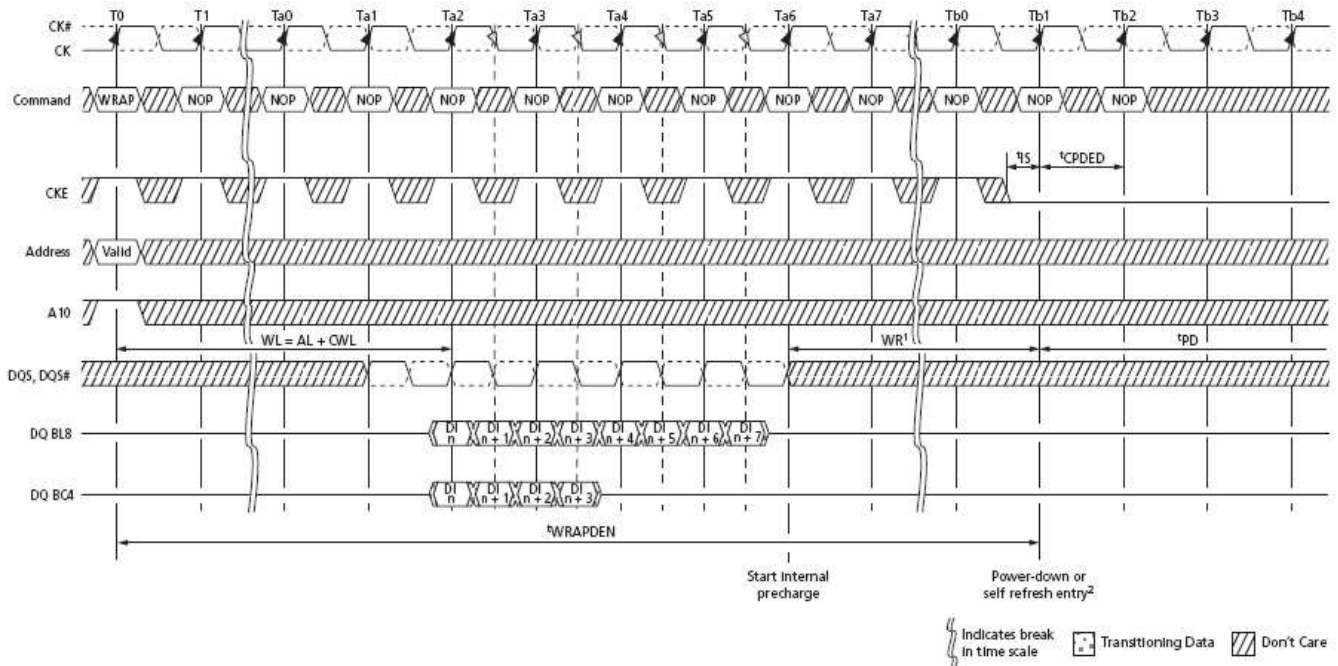 T0 T1 Ta0 Ta1 Ta2 Ta3 Ta4 Ta5 Ta6 Ta7 Tb0 Tb1 Tb2 Tb3 Tb4
CK#
CK
Command WRAP NOP NOP NOP NOP NOP NOP NOP NOP NOP NOP NOP NOP
tIS tCPDED
CKE
Address Valid
A10
WL = AL + CWL WR1 tPD
DQS, DQS#
DQ BL8 DI n DI n + 1 DI n + 2 DI n + 3 DI n + 4 DI n + 5 DI n + 6 DI n + 7
DQ BC4 DI n DI n + 1 DI n + 2 DI n + 3
tWRAPDEN
Start internal
precharge
Power-down or
self refresh entry2
Indicates break
in time scale
Transitioning Data
Don't Care